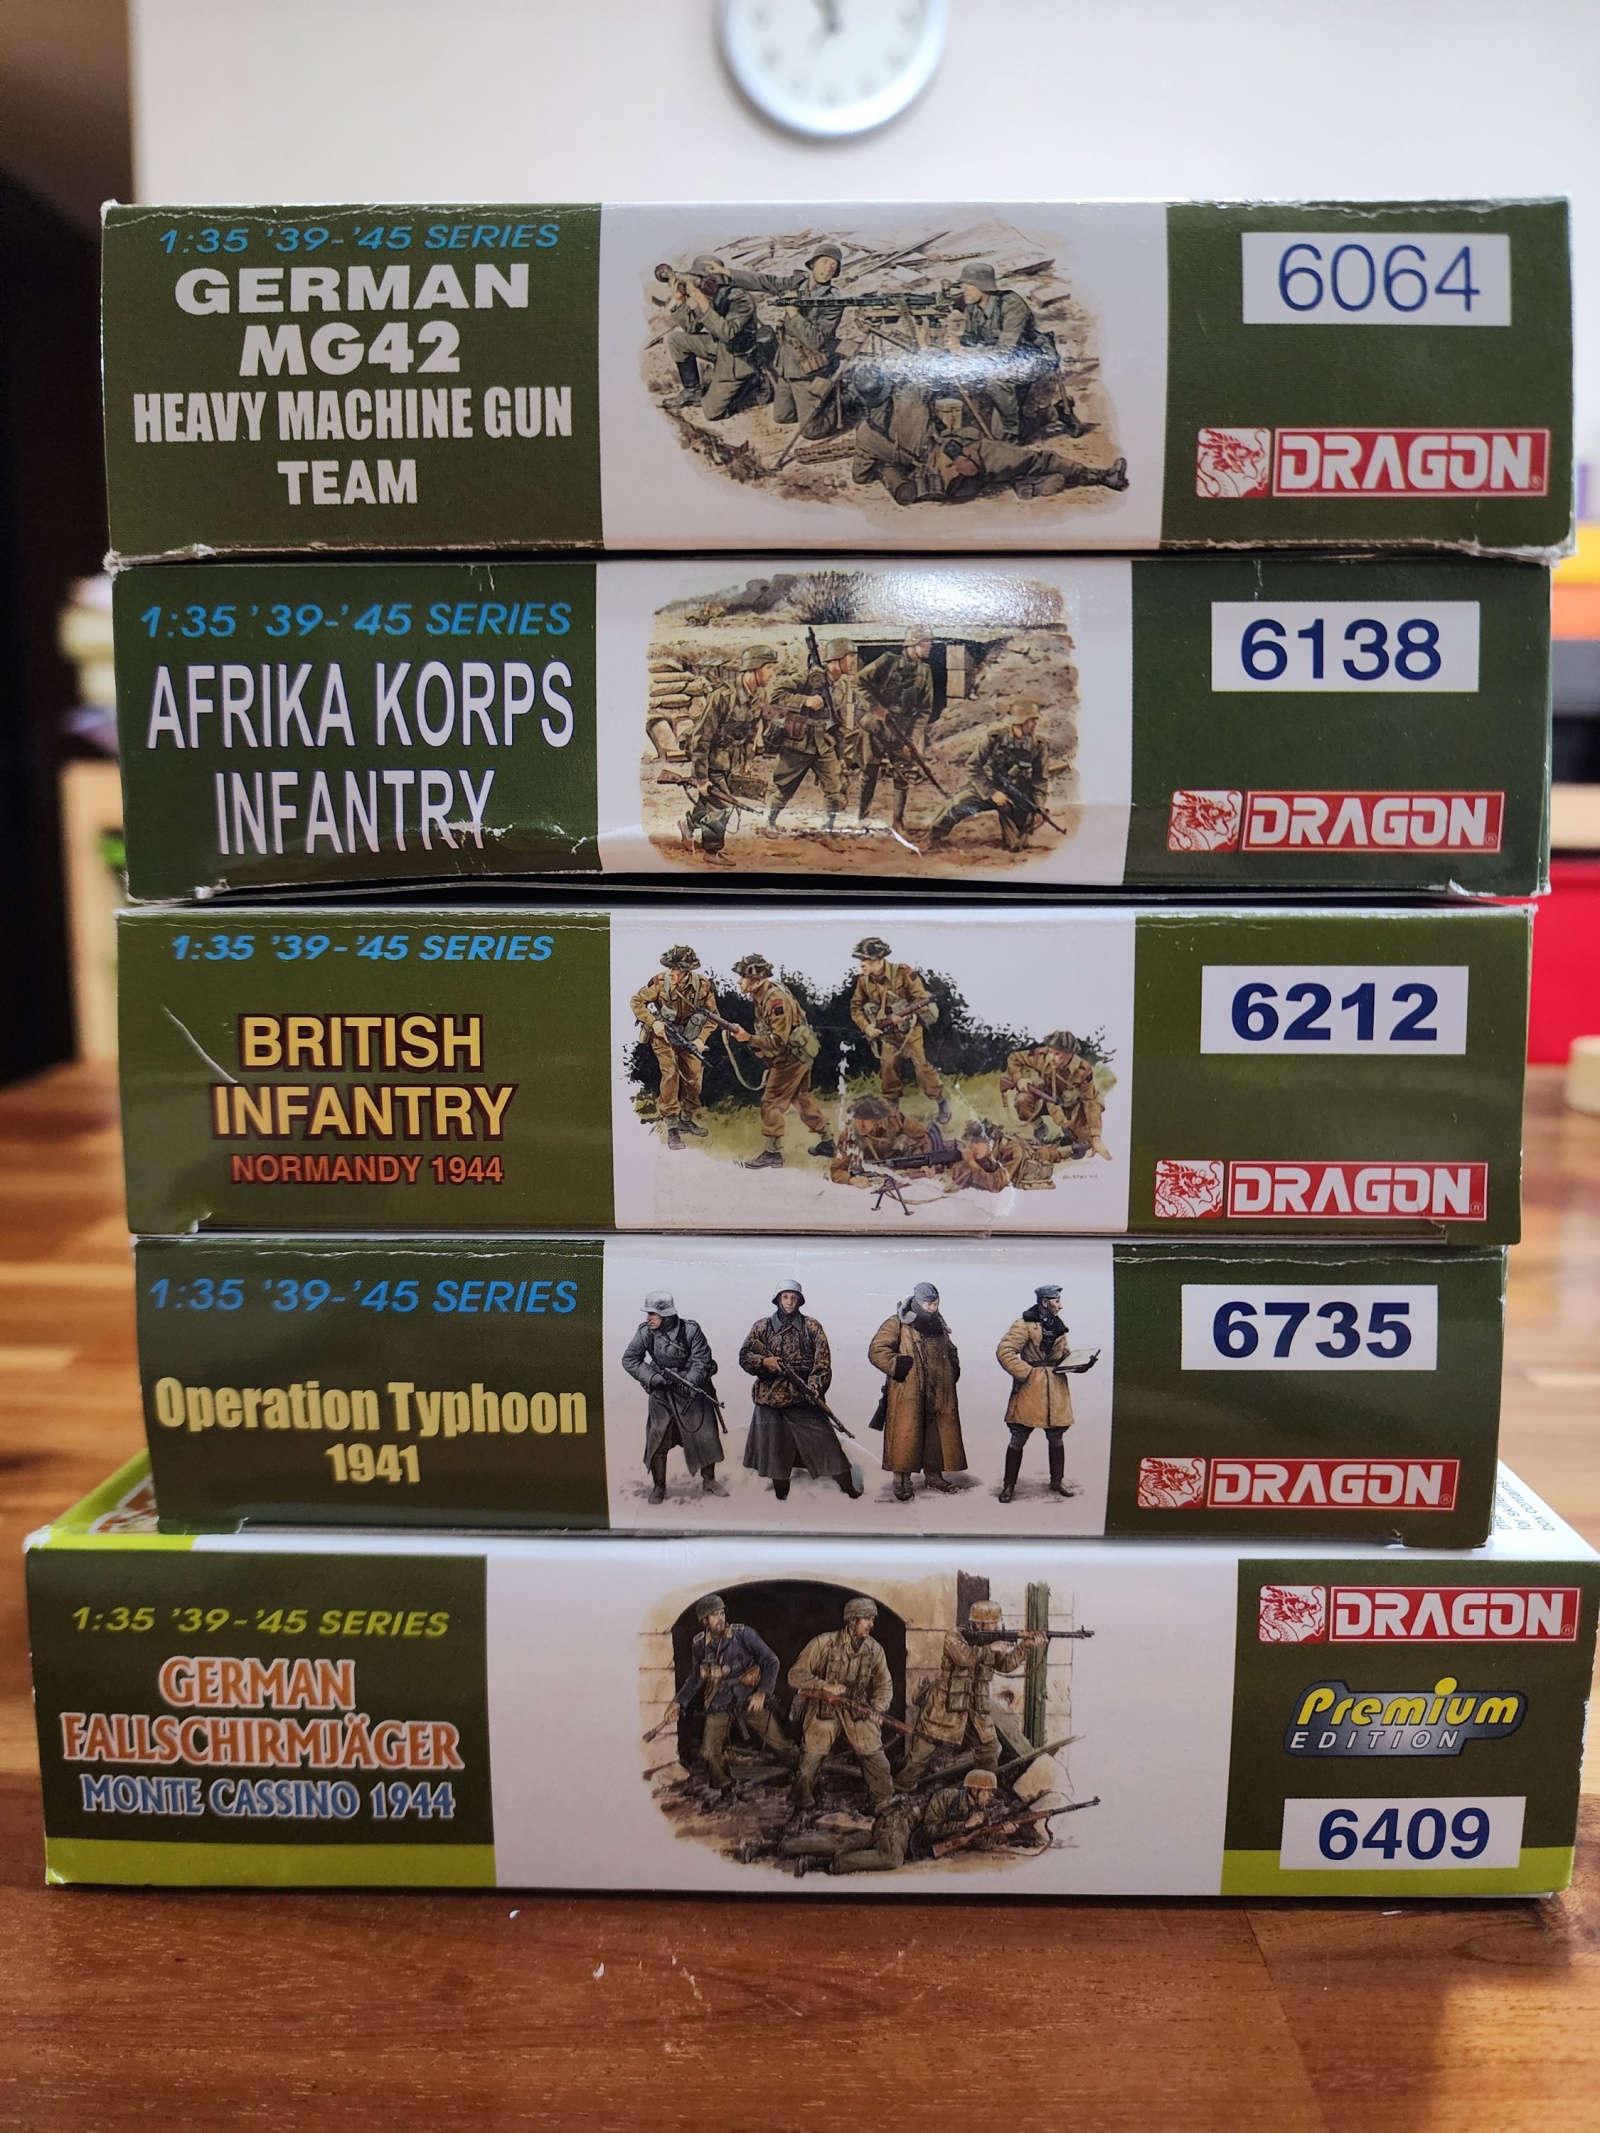 1:35 '39-'45 SERIES
GERMAN
MG42
HEAVY MACHINE GUN
TEAM
6064
DRAGON®
1:35 '39-'45 SERIES
AFRIKA KORPS
INFANTRY
6138
DRAGON®
1:35 '39-'45 SERIES
BRITISH
INFANTRY
NORMANDY 1944
6212
DRAGON®
1:35 '39-'45 SERIES
Operation Typhoon
1941
6735
DRAGON®
box contains
1:35 '39-'45 SERIES
GERMAN
FALLSCHIRMJÄGER
MONTE CASSINO 1944
DRAGON®
Premium
EDITION
6409